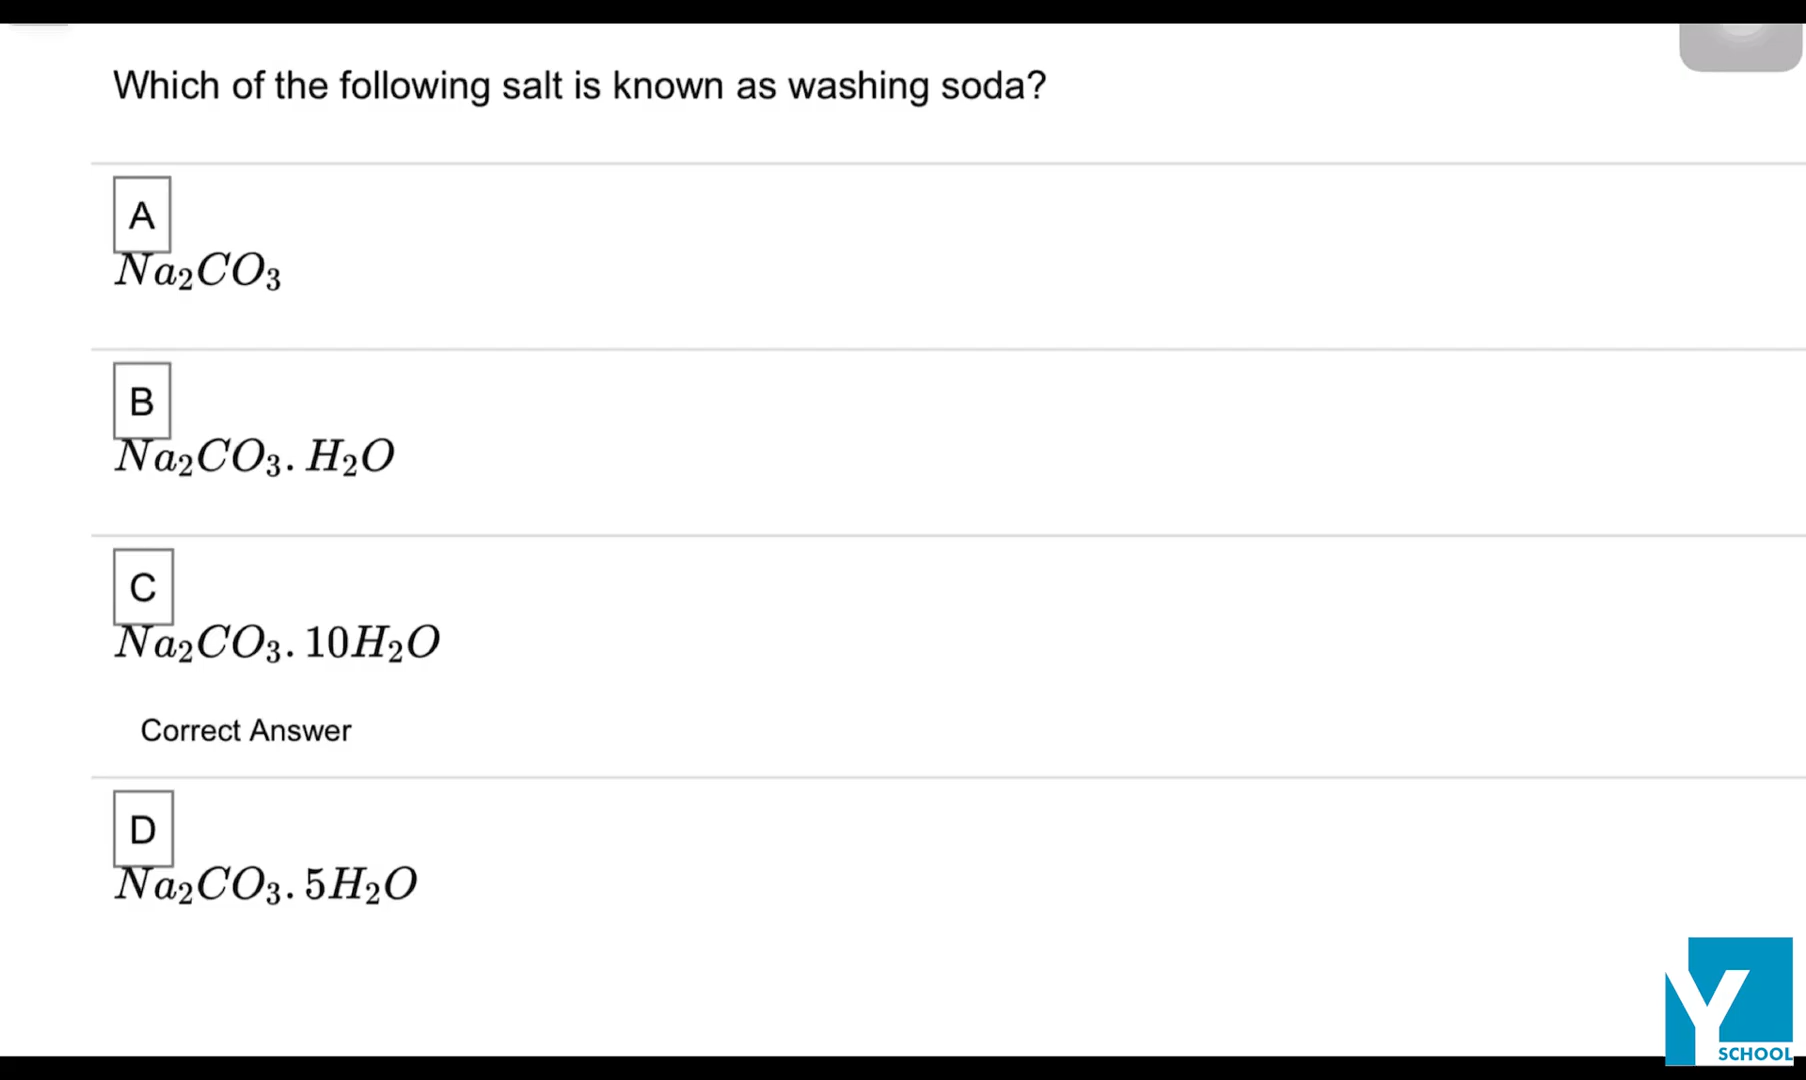 Which of the following salt is known as washing soda?
A
Na₂CO₃
B
Na₂CO₃. H₂O
C
Na₂CO₃. 10H₂O
Correct Answer
D
Na₂CO₃. 5H₂O
Y
SCHOOL